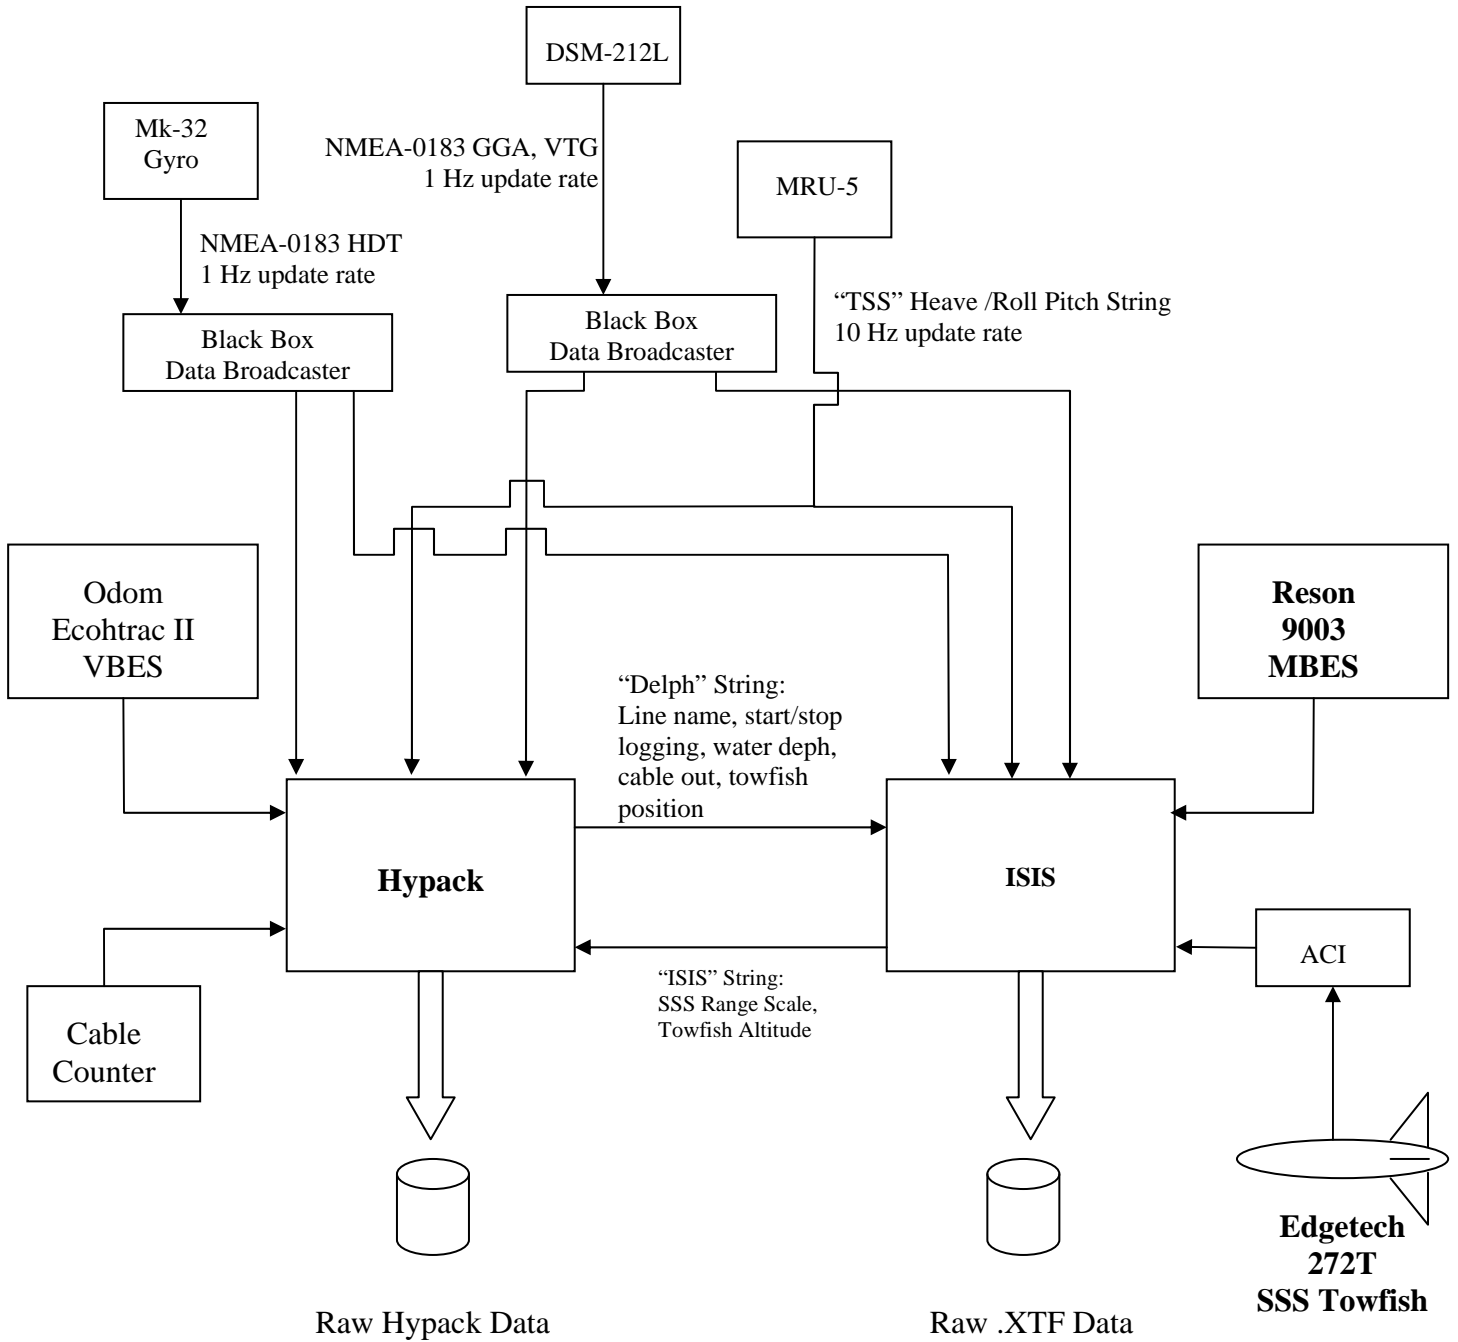 DSM-212L
Mk-32
Gyro
NMEA-0183 GGA, VTG
1 Hz update rate
MRU-5
NMEA-0183 HDT
1 Hz update rate
“TSS” Heave /Roll Pitch String
10 Hz update rate
Black Box
Data Broadcaster
Black Box
Data Broadcaster
Odom
Ecohtrac II
VBES
Reson
9003
MBES
“Delph” String:
Line name, start/stop
logging, water deph,
cable out, towfish
position
Hypack
ISIS
ACI
“ISIS” String:
SSS Range Scale,
Towfish Altitude
Cable
Counter
Edgetech
272T
SSS Towfish
Raw Hypack Data
Raw .XTF Data